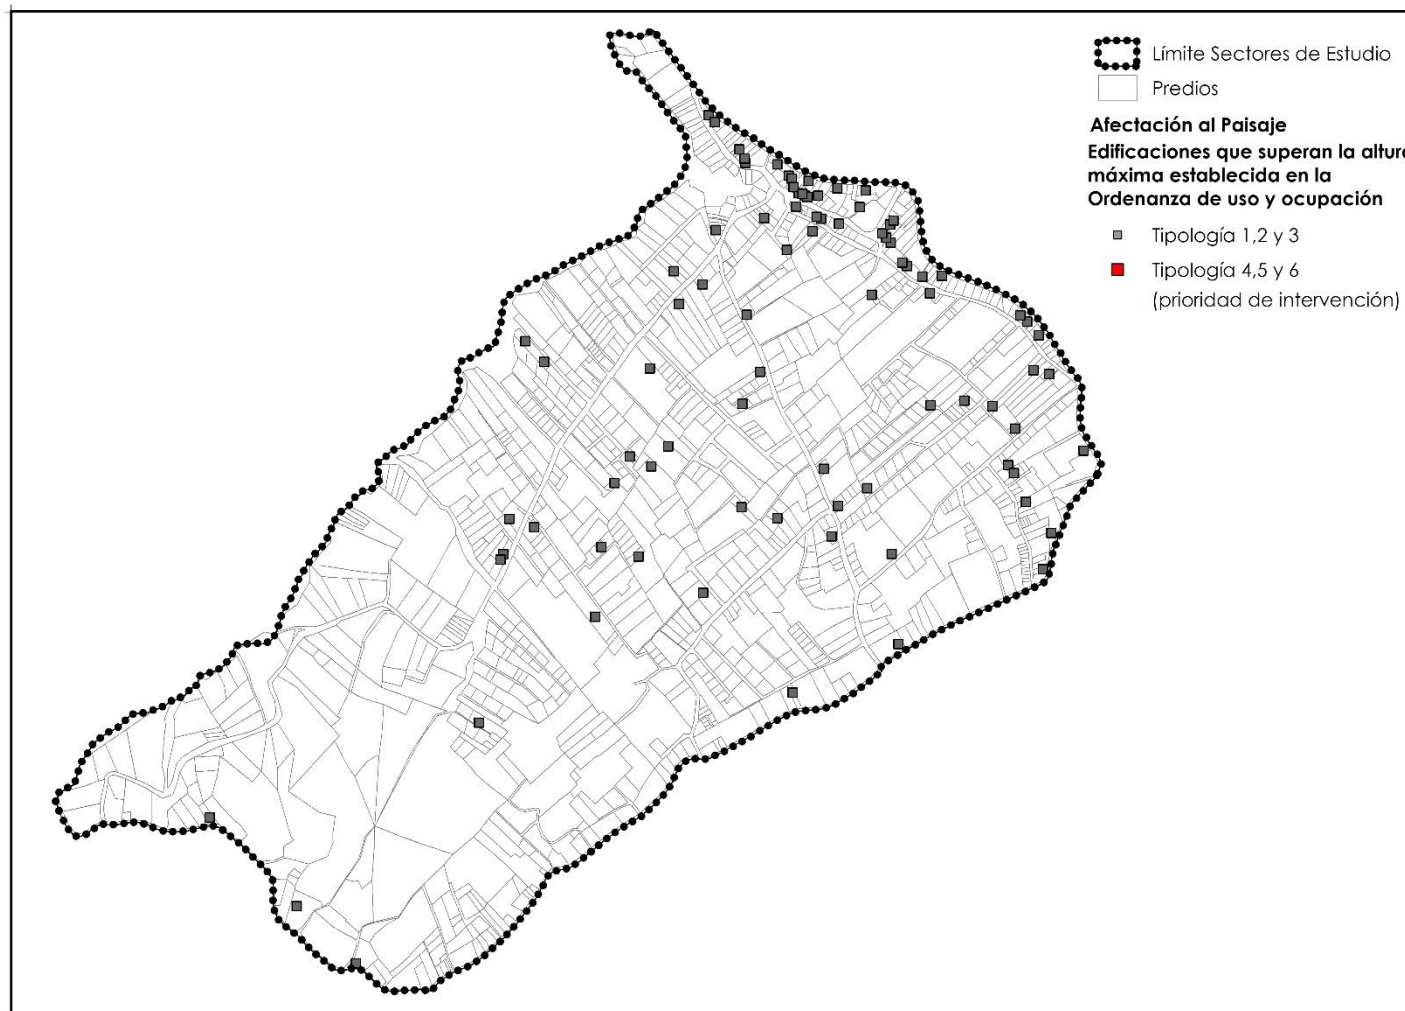 Límite Sectores de Estudio
Predios
Afectación al Paisaje
Edificaciones que superan la altura
máxima establecida en la
Ordenanza de uso y ocupación
Tipología 1,2 y 3
Tipología 4,5 y 6
(prioridad de intervención)